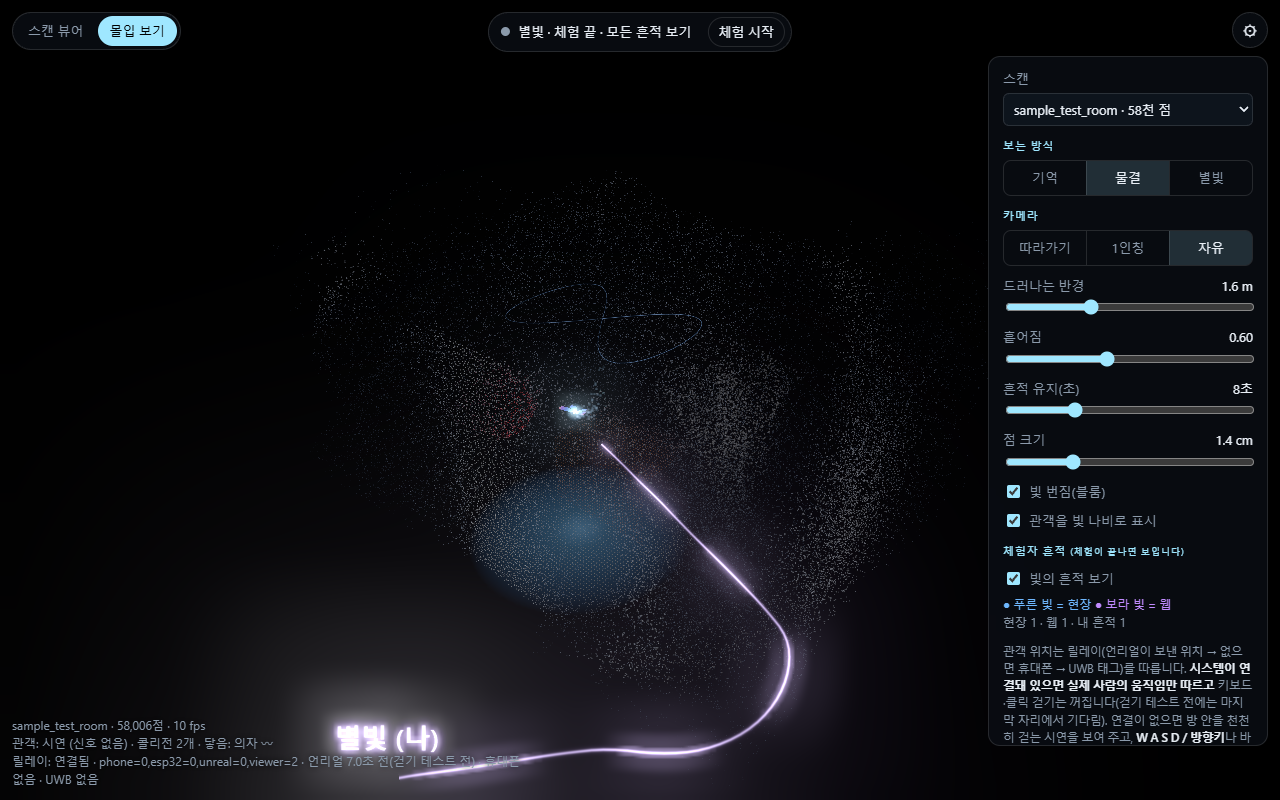 스캔 뷰어
몰입 보기
별빛 · 체험 끝 · 모든 흔적 보기
체험 시작
스캔
sample_test_room · 58천 점
보는 방식
기억
물결
별빛
카메라
따라가기
1인칭
자유
드러나는 반경
1.6 m
흩어짐
0.60
흔적 유지(초)
8초
점 크기
1.4 cm
빛 번짐(블룸)
관객을 빛 나비로 표시
체험자 흔적 (체험이 끝나면 보입니다)
빛의 흔적 보기
● 푸른 빛 = 현장 ● 보라 빛 = 웹
현장 1 · 웹 1 · 내 흔적 1
관객 위치는 릴레이(언리얼이 보낸 위치 → 없으
면 휴대폰 → UWB 태그)를 따릅니다. 시스템이 연
결돼 있으면 실제 사람의 움직임만 따르고 키보드
·클릭 걷기는 꺼집니다(걷기 테스트 전에는 마지
막 자리에서 기다림). 연결이 없으면 방 안을 천천
히 걷는 시연을 보여 주고, W A S D / 방향키나 바
별빛 (나)
sample_test_room · 58,006점 · 10 fps
관객: 시연 (신호 없음) · 콜리전 2개 · 닿음: 의자 〰
릴레이: 연결됨 · phone=0,esp32=0,unreal=0,viewer=2 · 언리얼 7.0초 전(걷기 테스트 전) · 휴대폰
없음 · UWB 없음